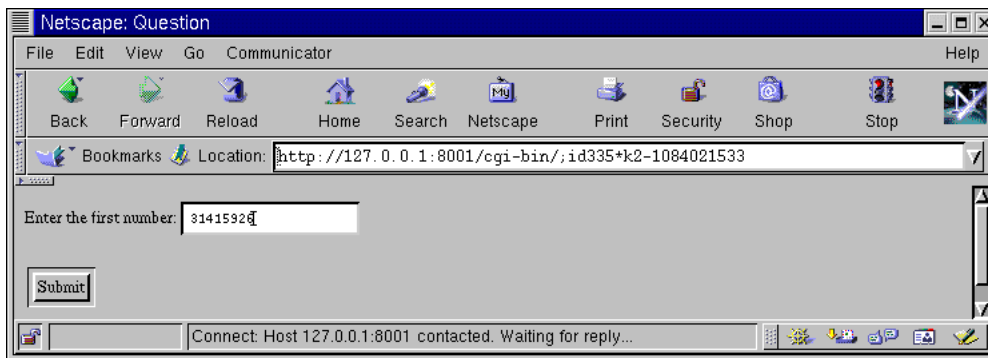 Netscape: Question
File Edit View Go Communicator Help
My
N
Back Forward Reload Home Search Netscape Print Security Shop Stop
Bookmarks Location: http://127.0.0.1:8001/cgi-bin/;id335*k2-1084021533
Enter the first number: 31415926
Submit
Connect: Host 127.0.0.1:8001 contacted. Waiting for reply...